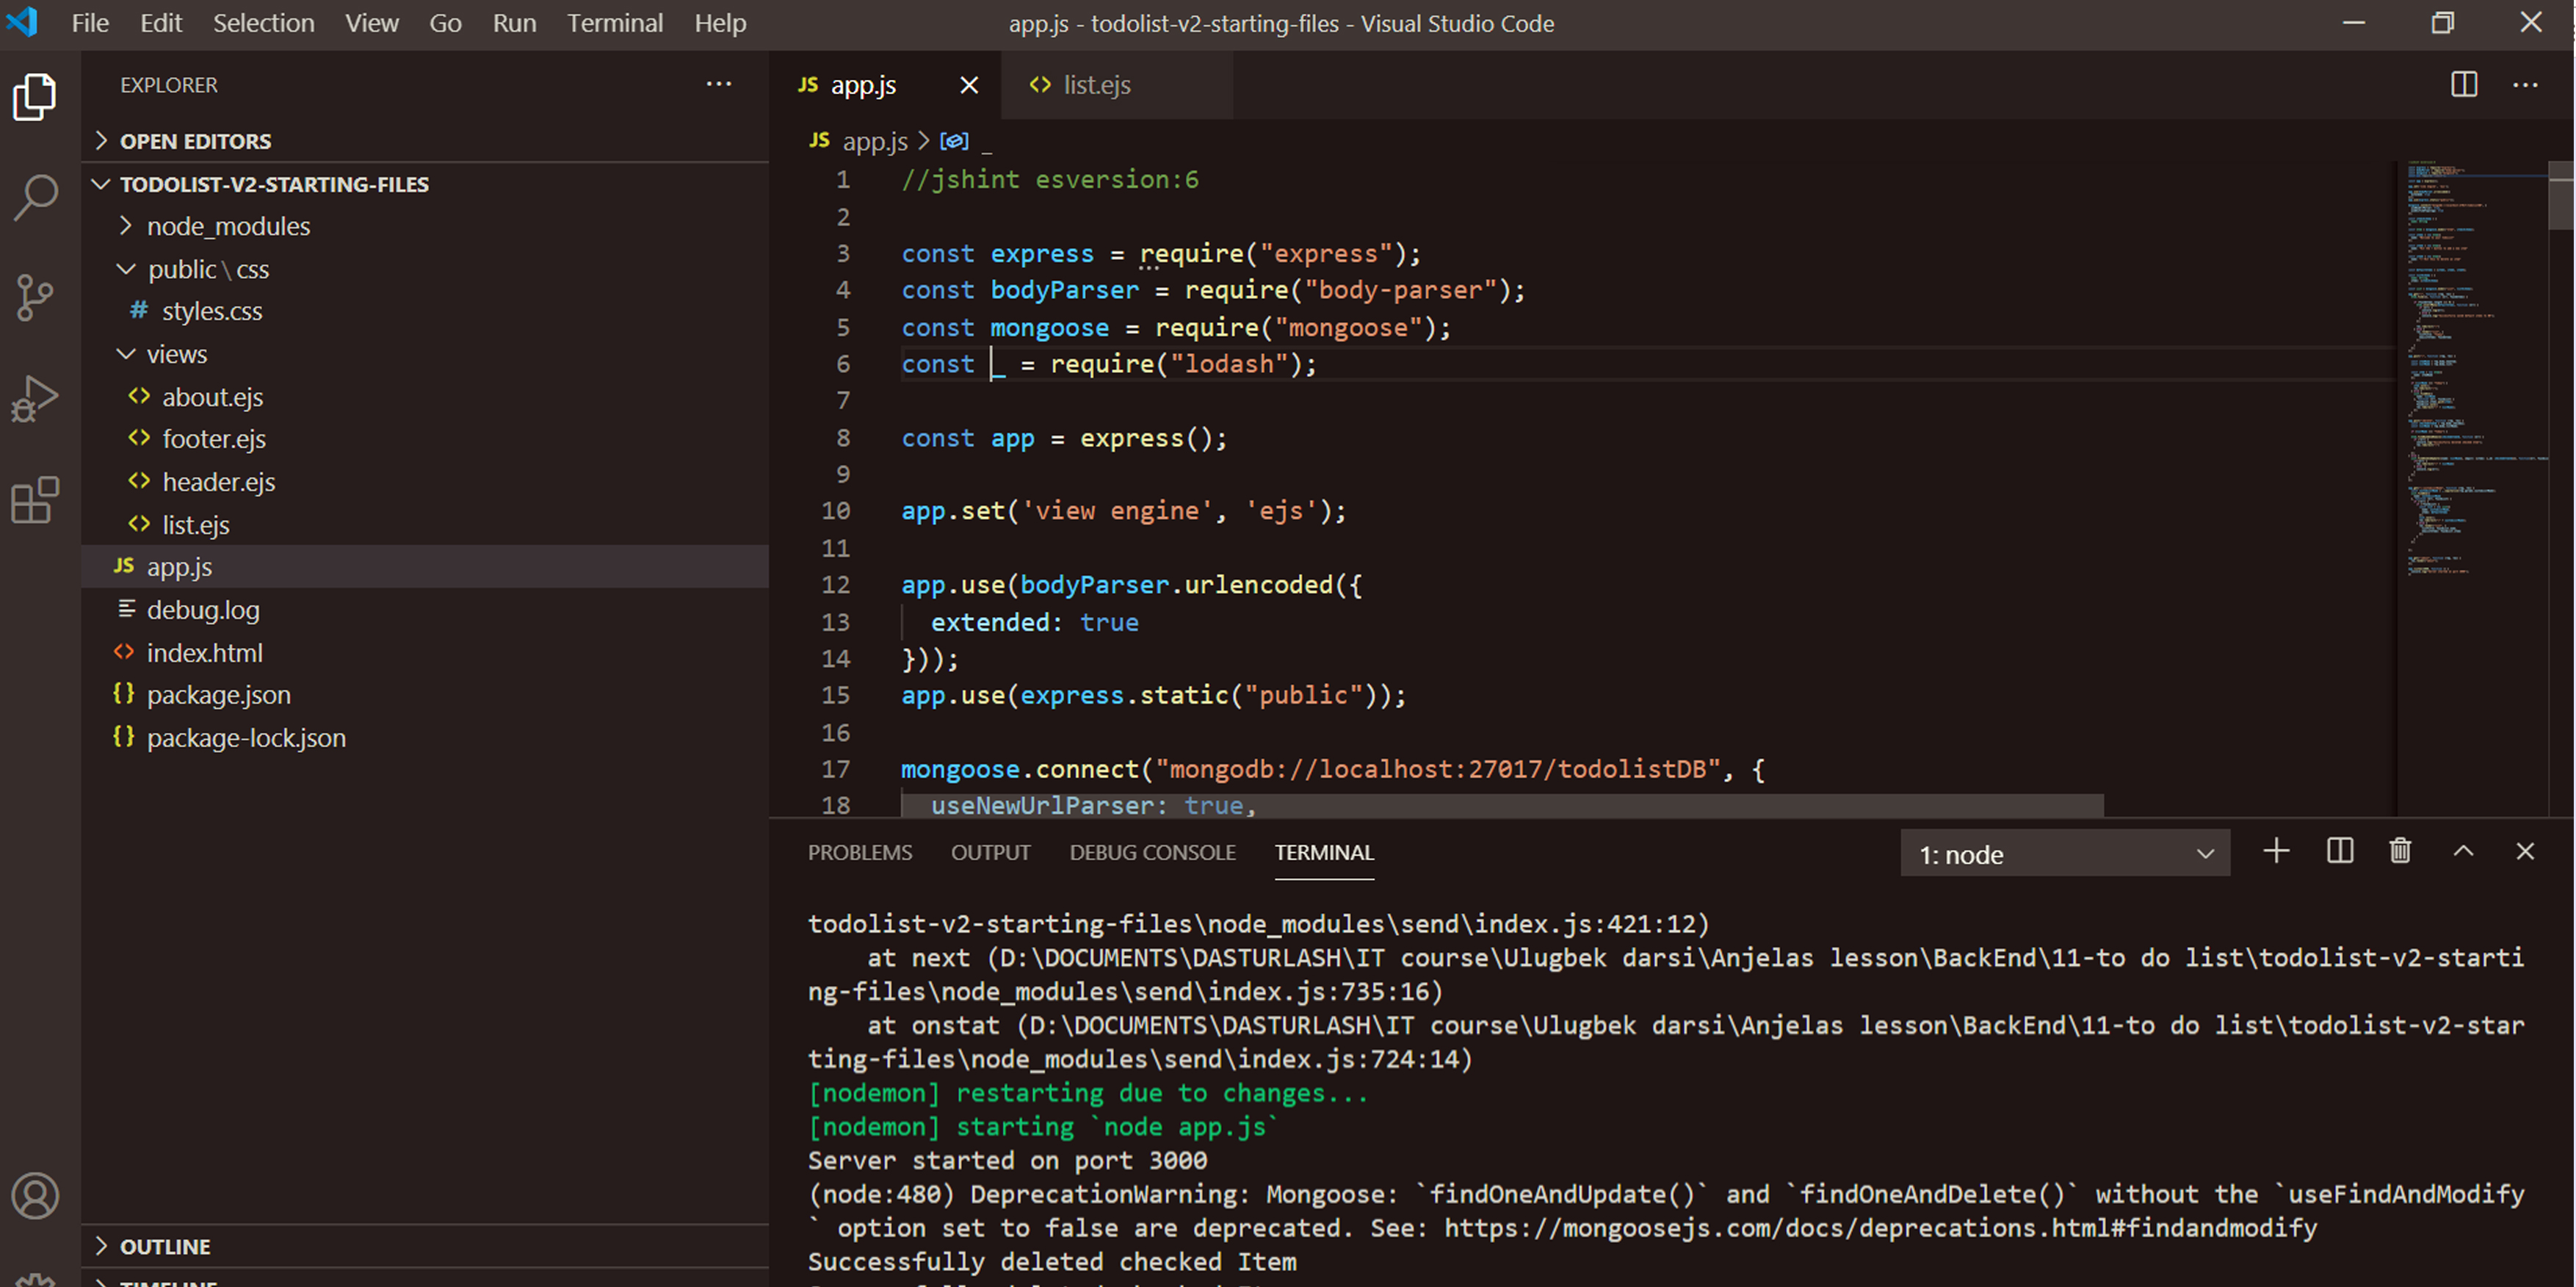 File Edit Selection View Go Run Terminal Help
app.js - todolist-v2-starting-files - Visual Studio Code
EXPLORER
OPEN EDITORS
TODOLIST-V2-STARTING-FILES
node_modules
public \ css
# styles.css
views
<> about.ejs
<> footer.ejs
<> header.ejs
<> list.ejs
JS app.js
debug.log
<> index.html
{} package.json
{} package-lock.json
OUTLINE
TIMELINE
JS app.js
<> list.ejs
JS app.js > _
1 //jshint esversion:6
2
3 const express = require("express");
4 const bodyParser = require("body-parser");
5 const mongoose = require("mongoose");
6 const _ = require("lodash");
7
8 const app = express();
9
10 app.set('view engine', 'ejs');
11
12 app.use(bodyParser.urlencoded({
13 extended: true
14 }));
15 app.use(express.static("public"));
16
17 mongoose.connect("mongodb://localhost:27017/todolistDB", {
18 useNewUrlParser: true,
PROBLEMS OUTPUT DEBUG CONSOLE TERMINAL
1: node
todolist-v2-starting-files\node_modules\send\index.js:421:12)
at next (D:\DOCUMENTS\DASTURLASH\IT course\Ulugbek darsi\Anjelas lesson\BackEnd\11-to do list\todolist-v2-starti
ng-files\node_modules\send\index.js:735:16)
at onstat (D:\DOCUMENTS\DASTURLASH\IT course\Ulugbek darsi\Anjelas lesson\BackEnd\11-to do list\todolist-v2-star
ting-files\node_modules\send\index.js:724:14)
[nodemon] restarting due to changes...
[nodemon] starting `node app.js`
Server started on port 3000
(node:480) DeprecationWarning: Mongoose: `findOneAndUpdate()` and `findOneAndDelete()` without the `useFindAndModify
` option set to false are deprecated. See: https://mongoosejs.com/docs/deprecations.html#findandmodify
Successfully deleted checked Item